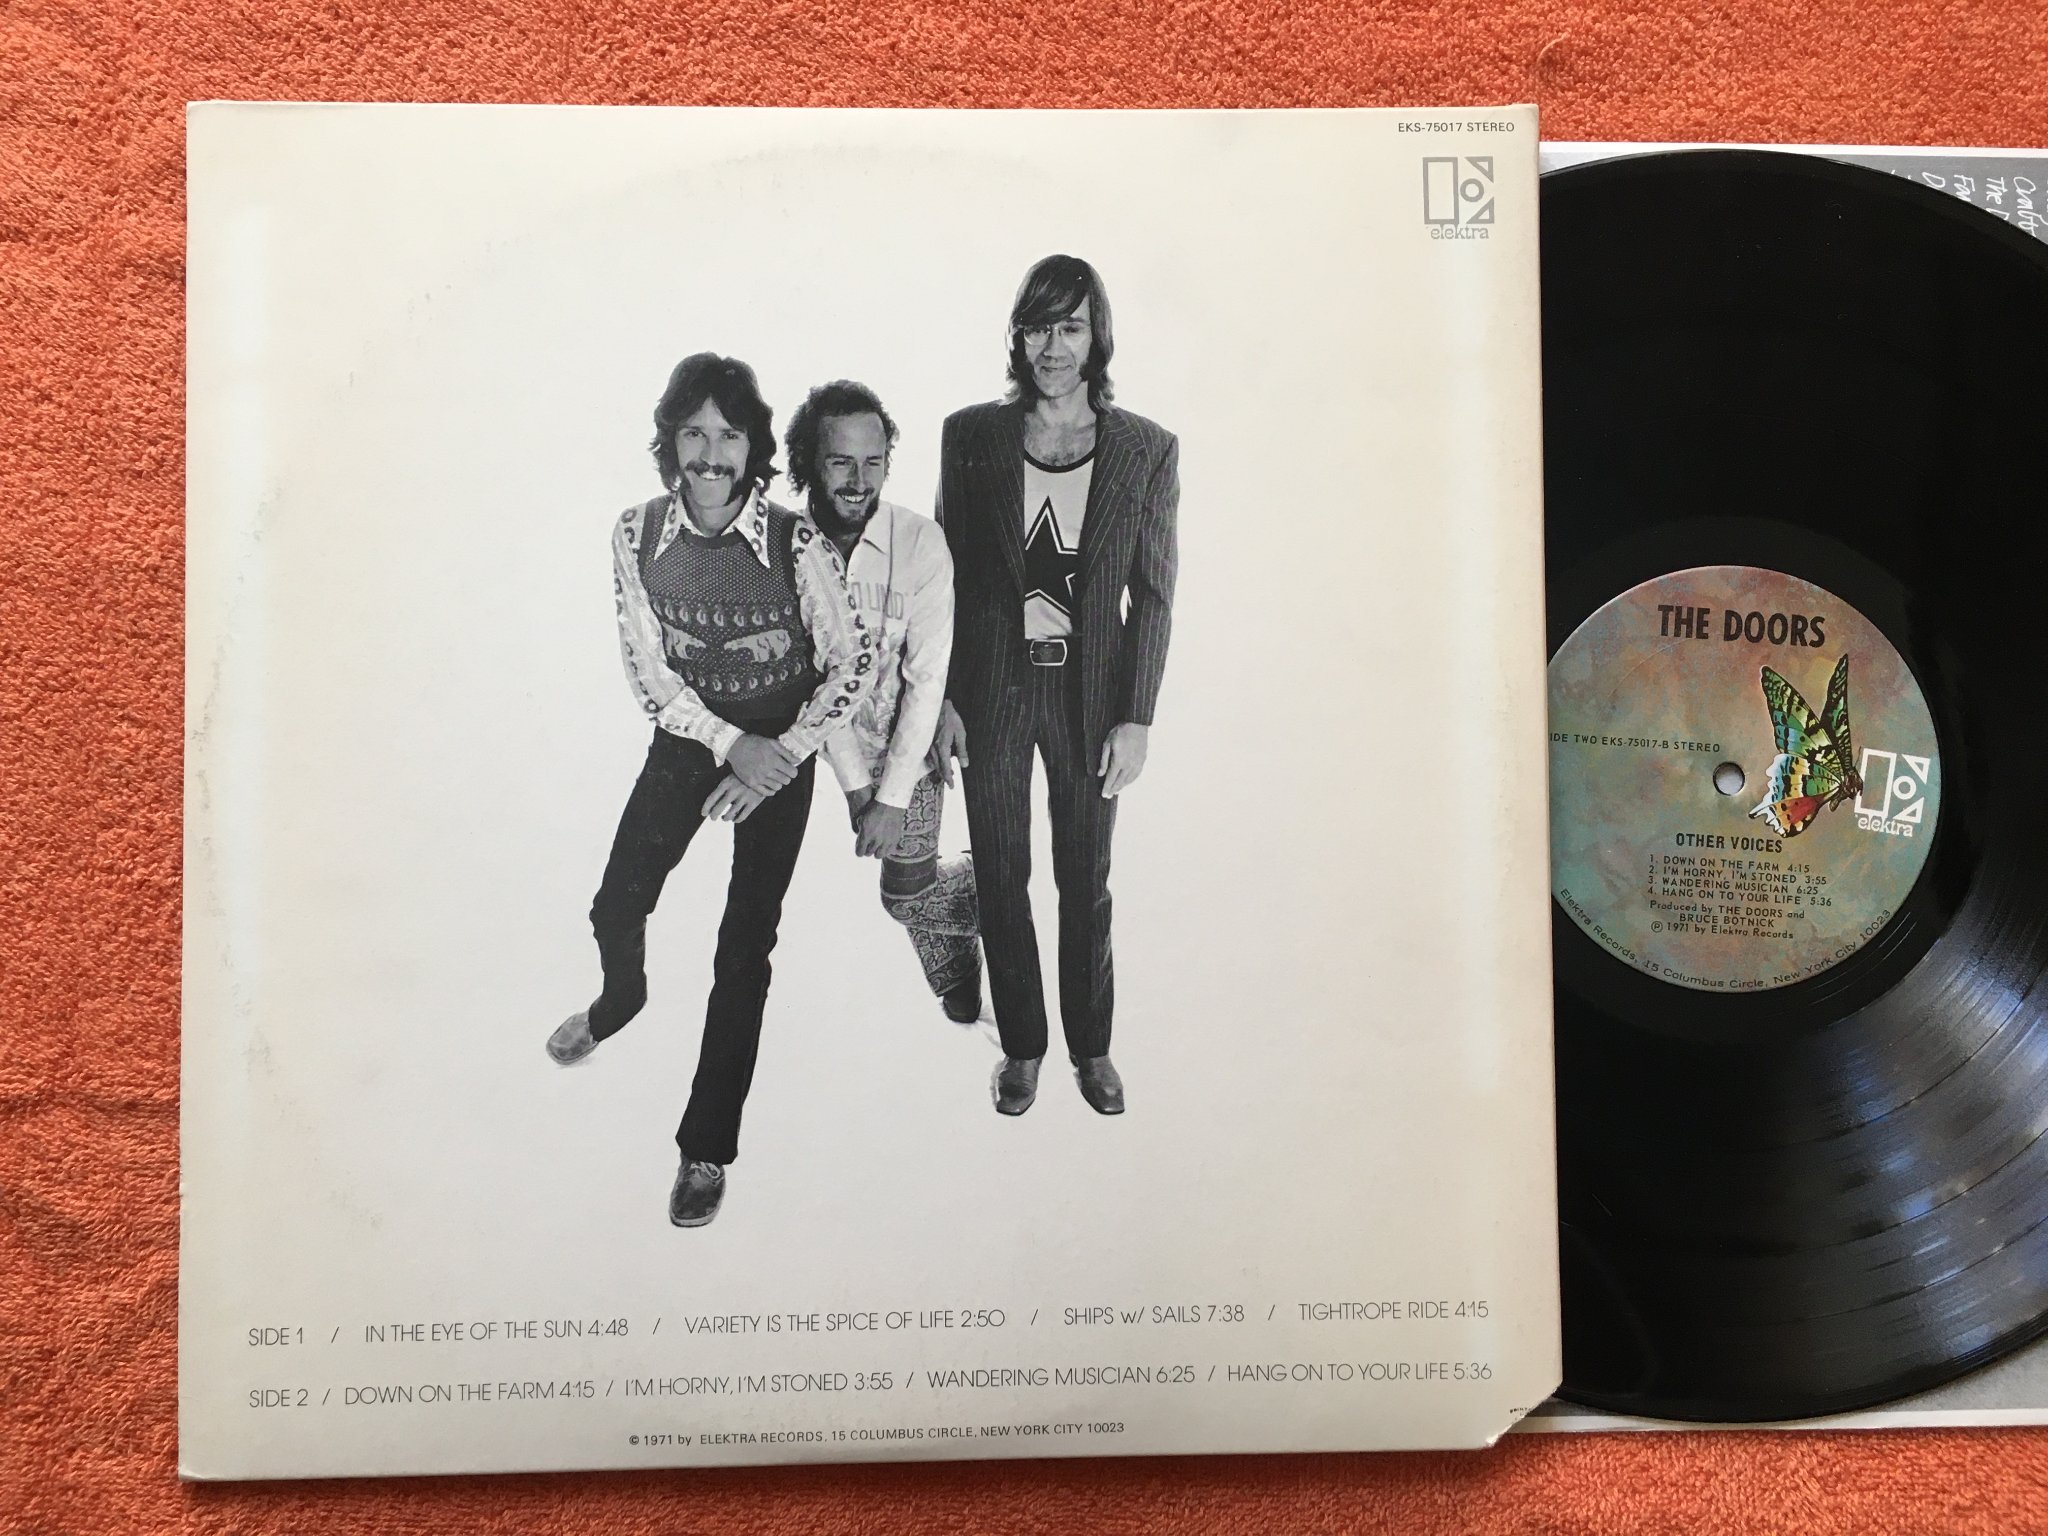 EKS-75017 STEREO
elektra
SIDE 1 / IN THE EYE OF THE SUN 4:48 / VARIETY IS THE SPICE OF LIFE 2:50 / SHIPS w/ SAILS 7:38 / TIGHTROPE RIDE 4:15
SIDE 2 / DOWN ON THE FARM 4:15 / I'M HORNY, I'M STONED 3:55 / WANDERING MUSICIAN 6:25 / HANG ON TO YOUR LIFE 5:36
© 1971 by ELEKTRA RECORDS, 15 COLUMBUS CIRCLE, NEW YORK CITY 10023
THE DOORS
IDE TWO EKS-75017-B STEREO
elektra
OTHER VOICES
1. DOWN ON THE FARM 4:15
2. I'M HORNY, I'M STONED 3:55
3. WANDERING MUSICIAN 6:25
4. HANG ON TO YOUR LIFE 5:36
Produced by THE DOORS and
BRUCE BOTNICK
℗ 1971 by Elektra Records
Elektra Records, 15 Columbus Circle, New York City 10023